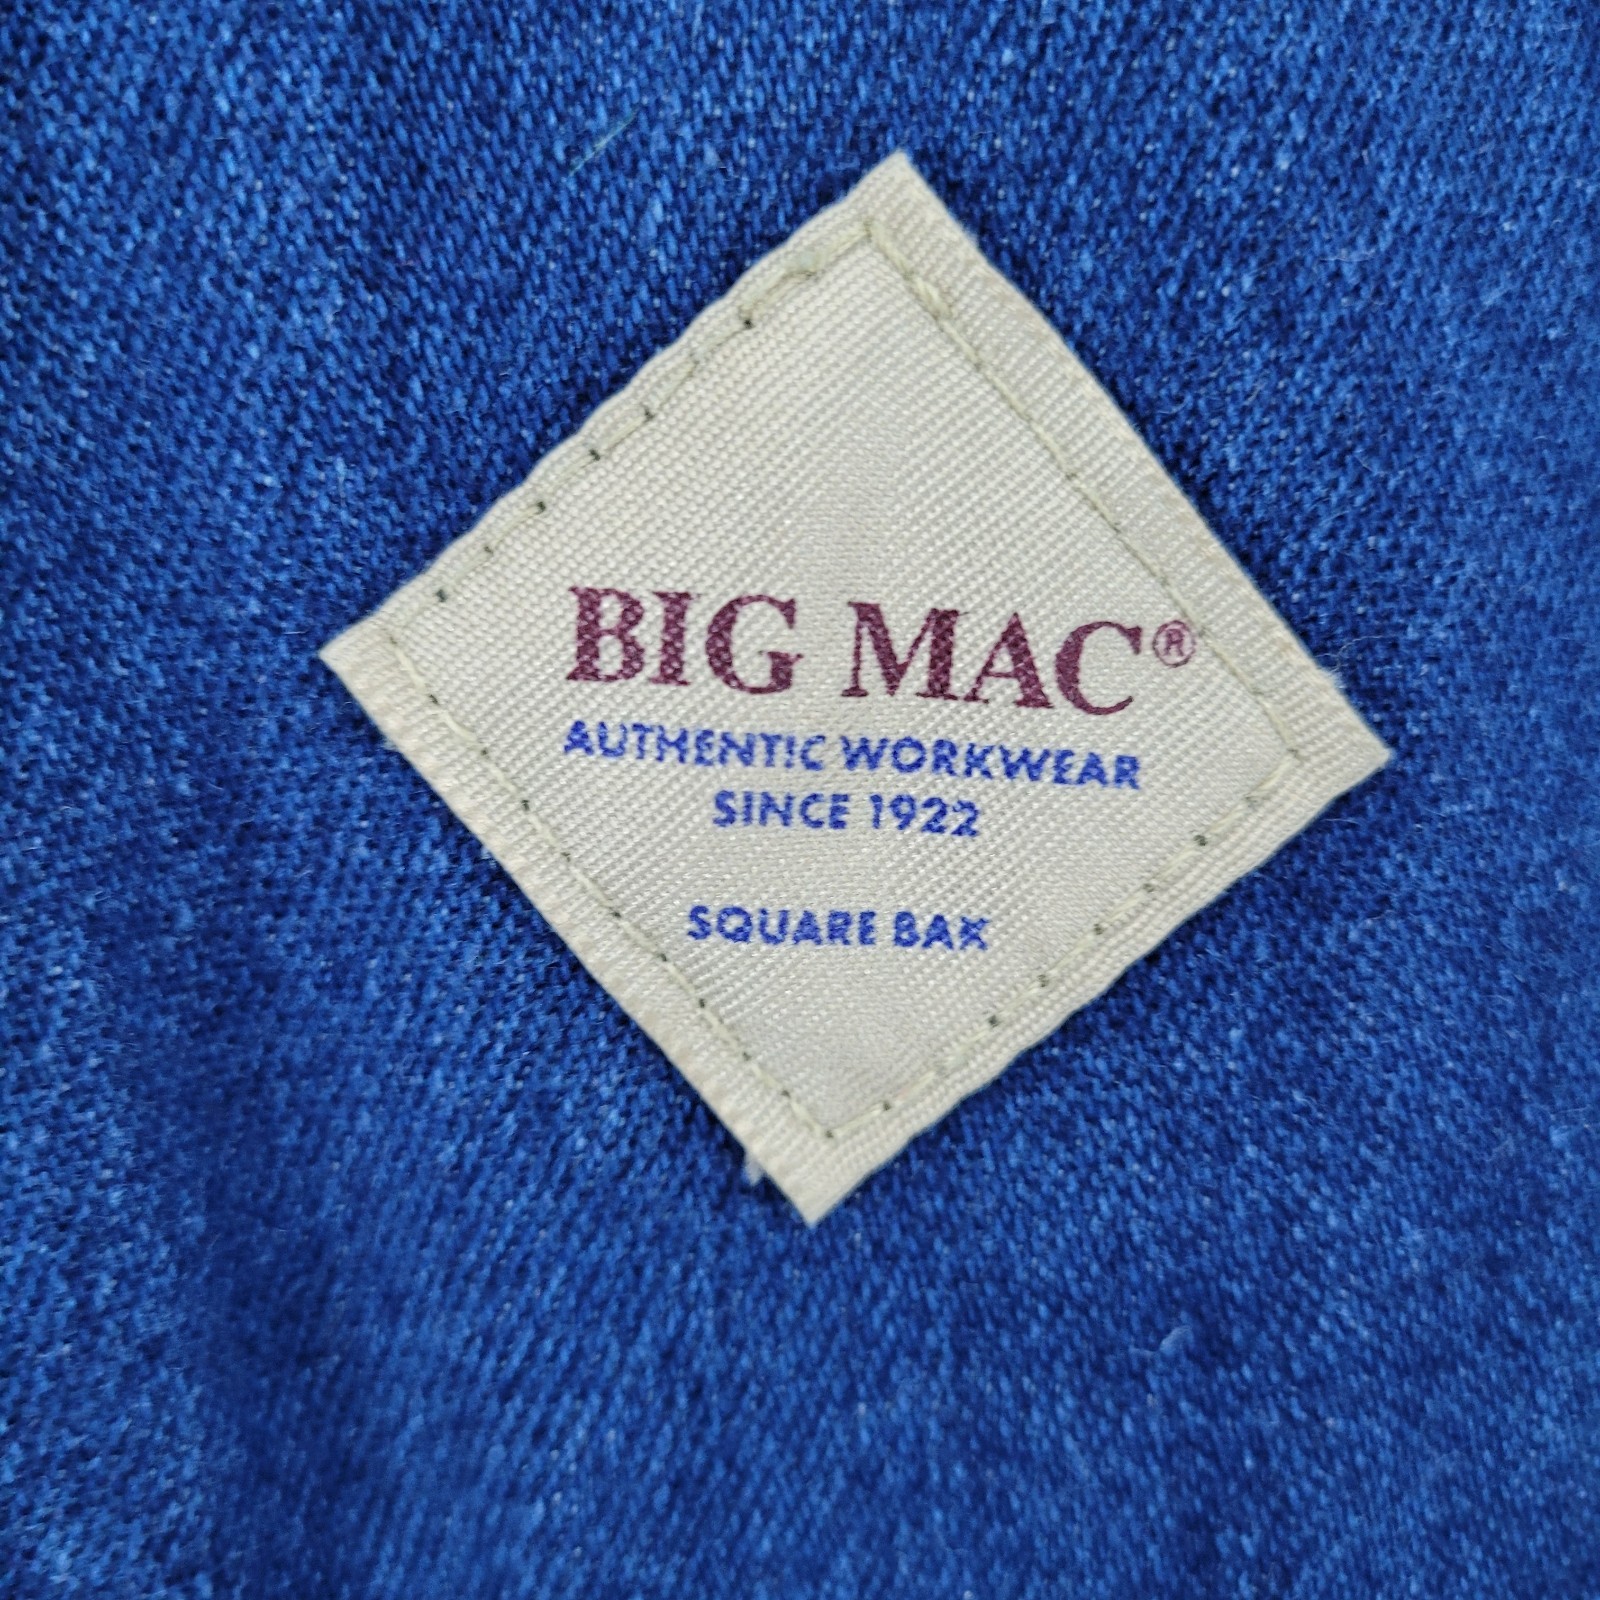 BIG MAC®
AUTHENTIC WORKWEAR
SINCE 1922
SQUARE BAK